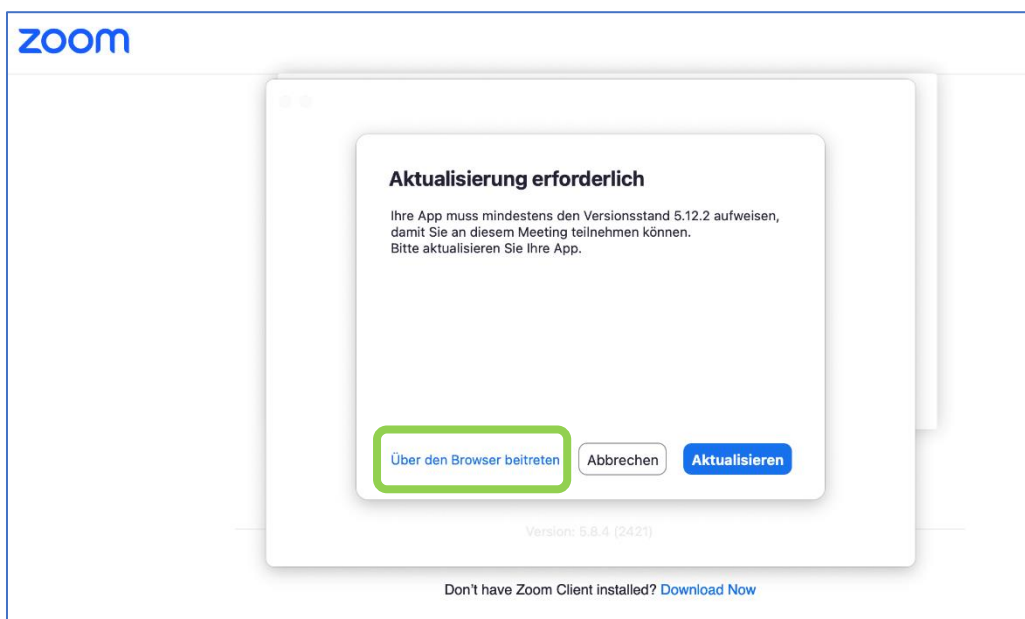 zoom
Aktualisierung erforderlich
Ihre App muss mindestens den Versionsstand 5.12.2 aufweisen,
damit Sie an diesem Meeting teilnehmen können.
Bitte aktualisieren Sie Ihre App.
Über den Browser beitreten
Abbrechen
Aktualisieren
Version: 5.8.4 (2421)
Don't have Zoom Client installed? Download Now